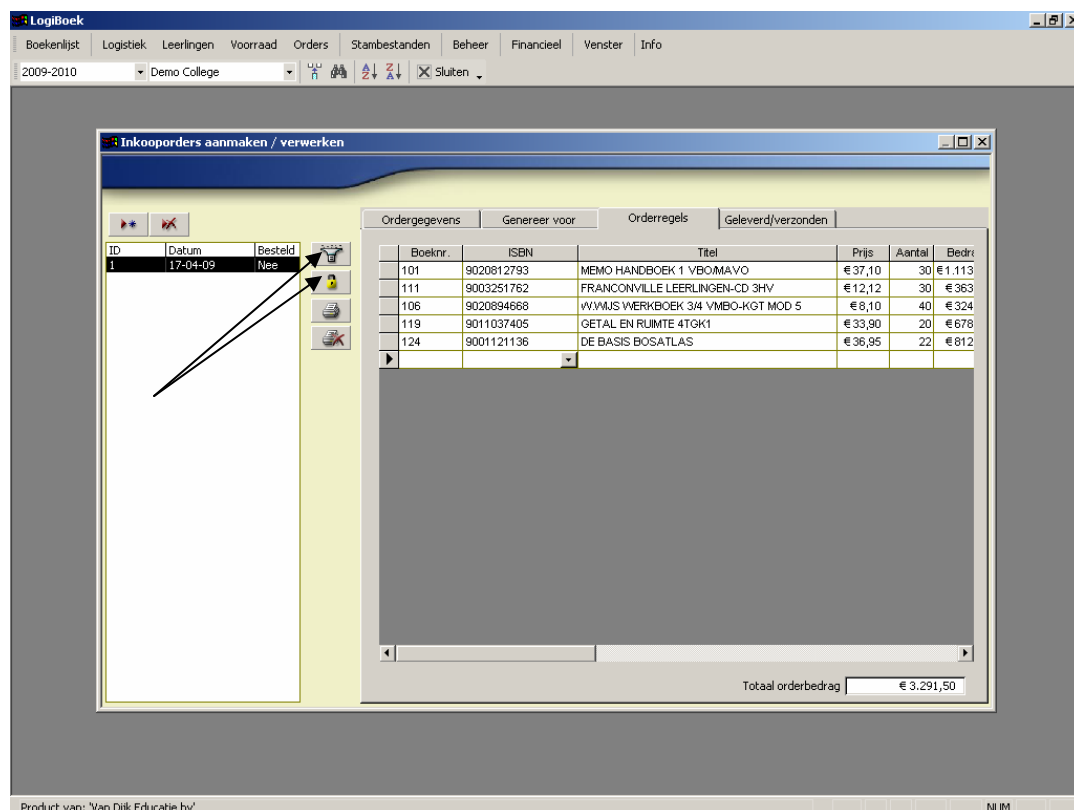 LogiBoek
Boekenlijst Logistiek Leerlingen Voorraad Orders Stambestanden Beheer Financieel Venster Info
2009-2010 Demo College Sluiten
Inkooporders aanmaken / verwerken
Ordergegevens Genereer voor Orderregels Geleverd/verzonden
ID Datum Besteld
1 17-04-09 Nee
Boeknr. ISBN Titel Prijs Aantal Bedra
101 9020812793 MEMO HANDBOEK 1 VBO/MAVO € 37,10 30 € 1.113
111 9003251762 FRANCONVILLE LEERLINGEN-CD 3HV € 12,12 30 € 363
106 9020894668 W.WIJS WERKBOEK 3/4 VMBO-KGT MOD 5 € 8,10 40 € 324
119 9011037405 GETAL EN RUIMTE 4TGK1 € 33,90 20 € 678
124 9001121136 DE BASIS BOSATLAS € 36,95 22 € 812
Totaal orderbedrag € 3.291,50
Product van: 'Van Dijk Educatie bv' NUM